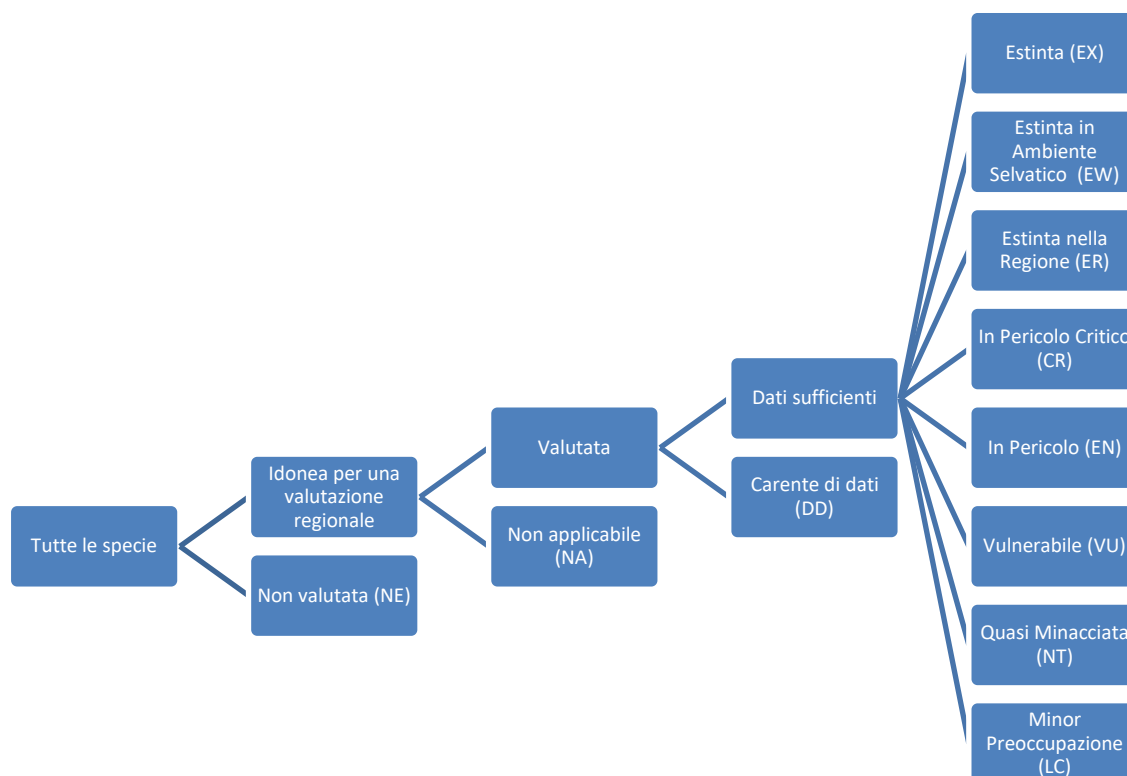 Tutte le specie
Idonea per una
valutazione
regionale
Non valutata (NE)
Valutata
Non applicabile
(NA)
Dati sufficienti
Carente di dati
(DD)
Estinta (EX)
Estinta in
Ambiente
Selvatico (EW)
Estinta nella
Regione (ER)
In Pericolo Critico
(CR)
In Pericolo (EN)
Vulnerabile (VU)
Quasi Minacciata
(NT)
Minor
Preoccupazione
(LC)